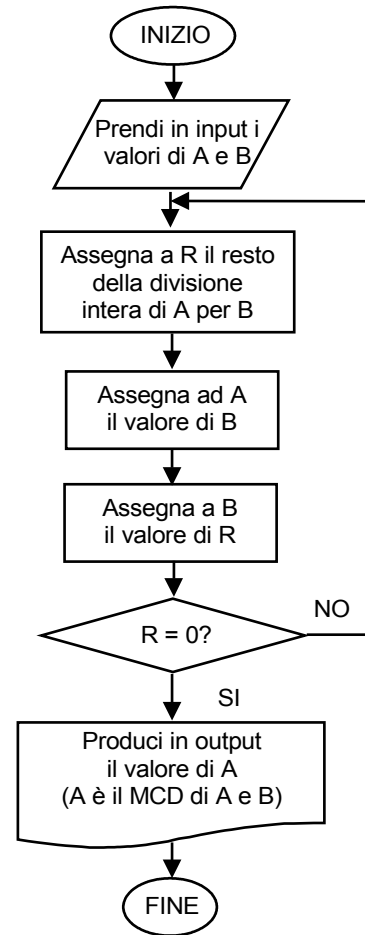 INIZIO
Prendi in input i
valori di A e B
Assegna a R il resto
della divisione
intera di A per B
Assegna ad A
il valore di B
Assegna a B
il valore di R
R = 0?
NO
SI
Produci in output
il valore di A
(A è il MCD di A e B)
FINE